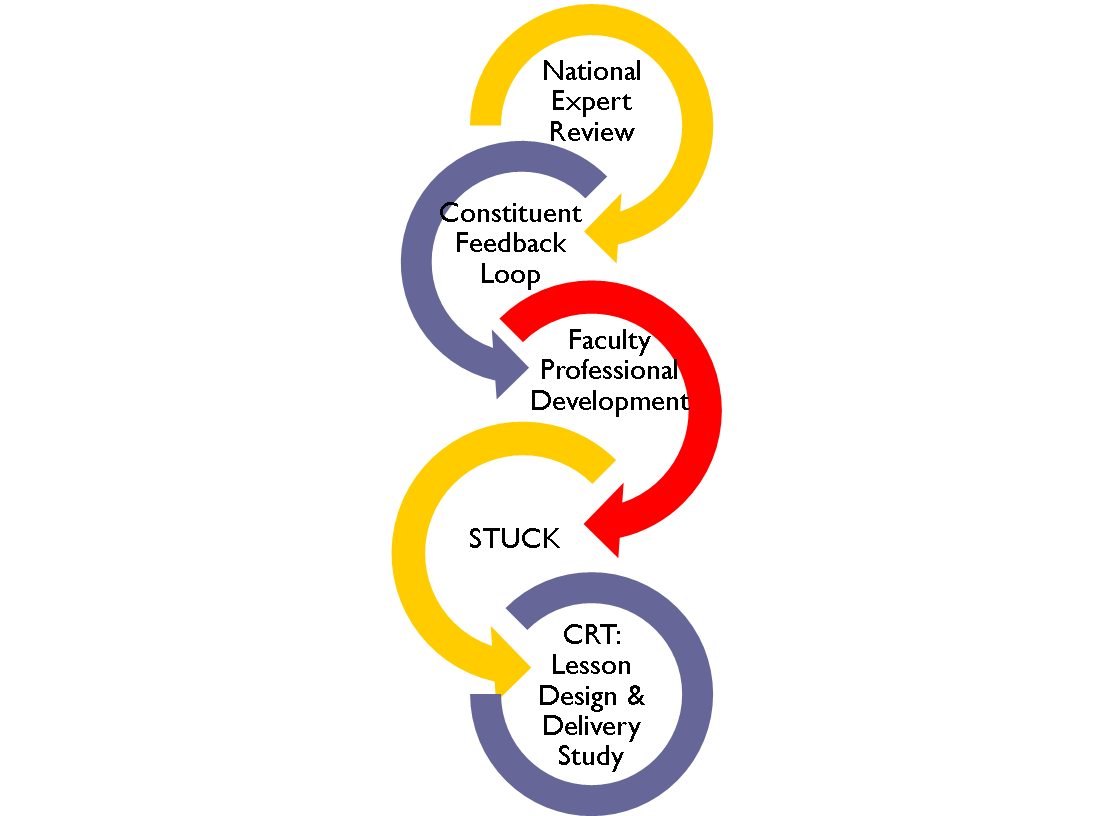 National
Expert
Review
Constituent
Feedback
Loop
Faculty
Professional
Development
STUCK
CRT:
Lesson
Design &
Delivery
Study